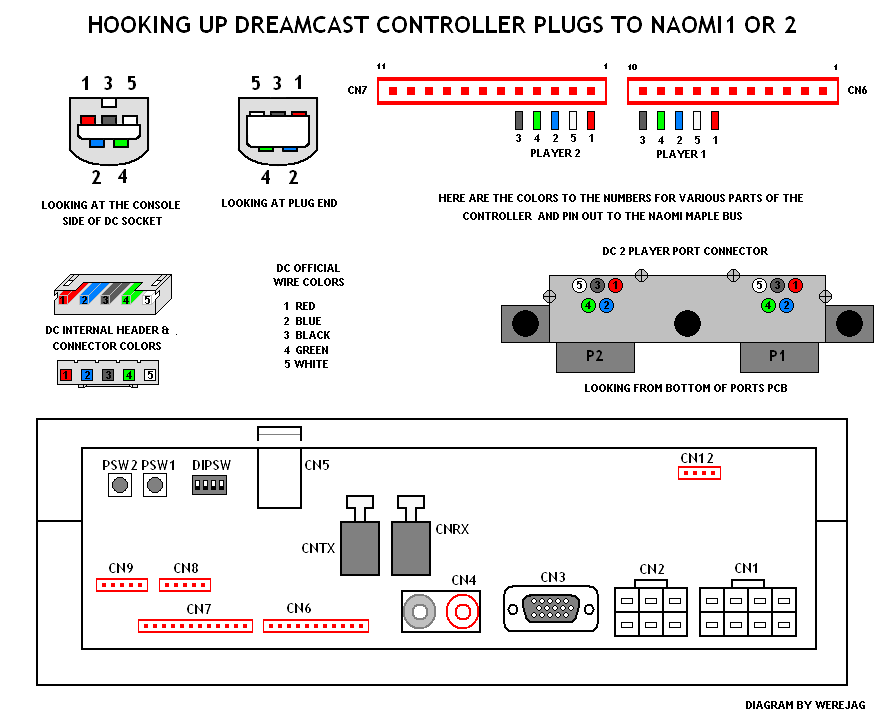 HOOKING UP DREAMCAST CONTROLLER PLUGS TO NAOMI1 OR 2
1 3 5
2 4
LOOKING AT THE CONSOLE
SIDE OF DC SOCKET
5 3 1
4 2
LOOKING AT PLUG END
11 1
CN7
3 4 2 5 1
PLAYER 2
10 1
CN6
3 4 2 5 1
PLAYER 1
HERE ARE THE COLORS TO THE NUMBERS FOR VARIOUS PARTS OF THE
CONTROLLER AND PIN OUT TO THE NAOMI MAPLE BUS
1 2 3 4 5
DC INTERNAL HEADER &
CONNECTOR COLORS
1 2 3 4 5
DC OFFICIAL
WIRE COLORS
1 RED
2 BLUE
3 BLACK
4 GREEN
5 WHITE
DC 2 PLAYER PORT CONNECTOR
5 3 1 5 3 1
4 2 4 2
P2 P1
LOOKING FROM BOTTOM OF PORTS PCB
PSW2 PSW1 DIPSW
CN5
CN12
CNTX
CNRX
CN9 CN8
CN4
CN3
CN2
CN1
CN7 CN6
DIAGRAM BY WEREJAG